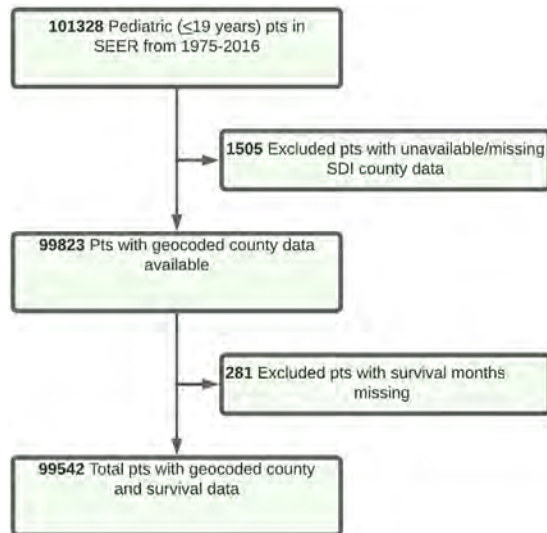 101328 Pediatric (≤19 years) pts in
SEER from 1975-2016
1505 Excluded pts with unavailable/missing
SDI county data
99823 Pts with geocoded county data
available
281 Excluded pts with survival months
missing
99542 Total pts with geocoded county
and survival data